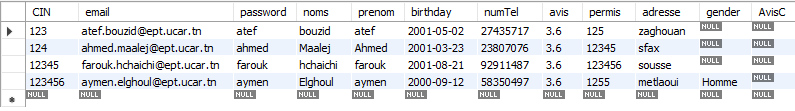 CIN email password noms prenom birthday numTel avis permis adresse gender AvisC
123 atef.bouzid@ept.ucar.tn atef bouzid atef 2001-05-02 27435717 3.6 125 zaghouan NULL NULL
124 ahmed.maalej@ept.ucar.tn ahmed Maalej Ahmed 2001-03-23 23807076 3.6 12345 sfax NULL NULL
12345 farouk.hchaichi@ept.ucar.tn farouk hchaichi farouk 2001-08-21 92911487 3.6 123456 sousse NULL NULL
123456 aymen.elghoul@ept.ucar.tn aymen Elghoul aymen 2000-09-12 58350497 3.6 1255 metlaoui Homme NULL
NULL NULL NULL NULL NULL NULL NULL NULL NULL NULL NULL NULL